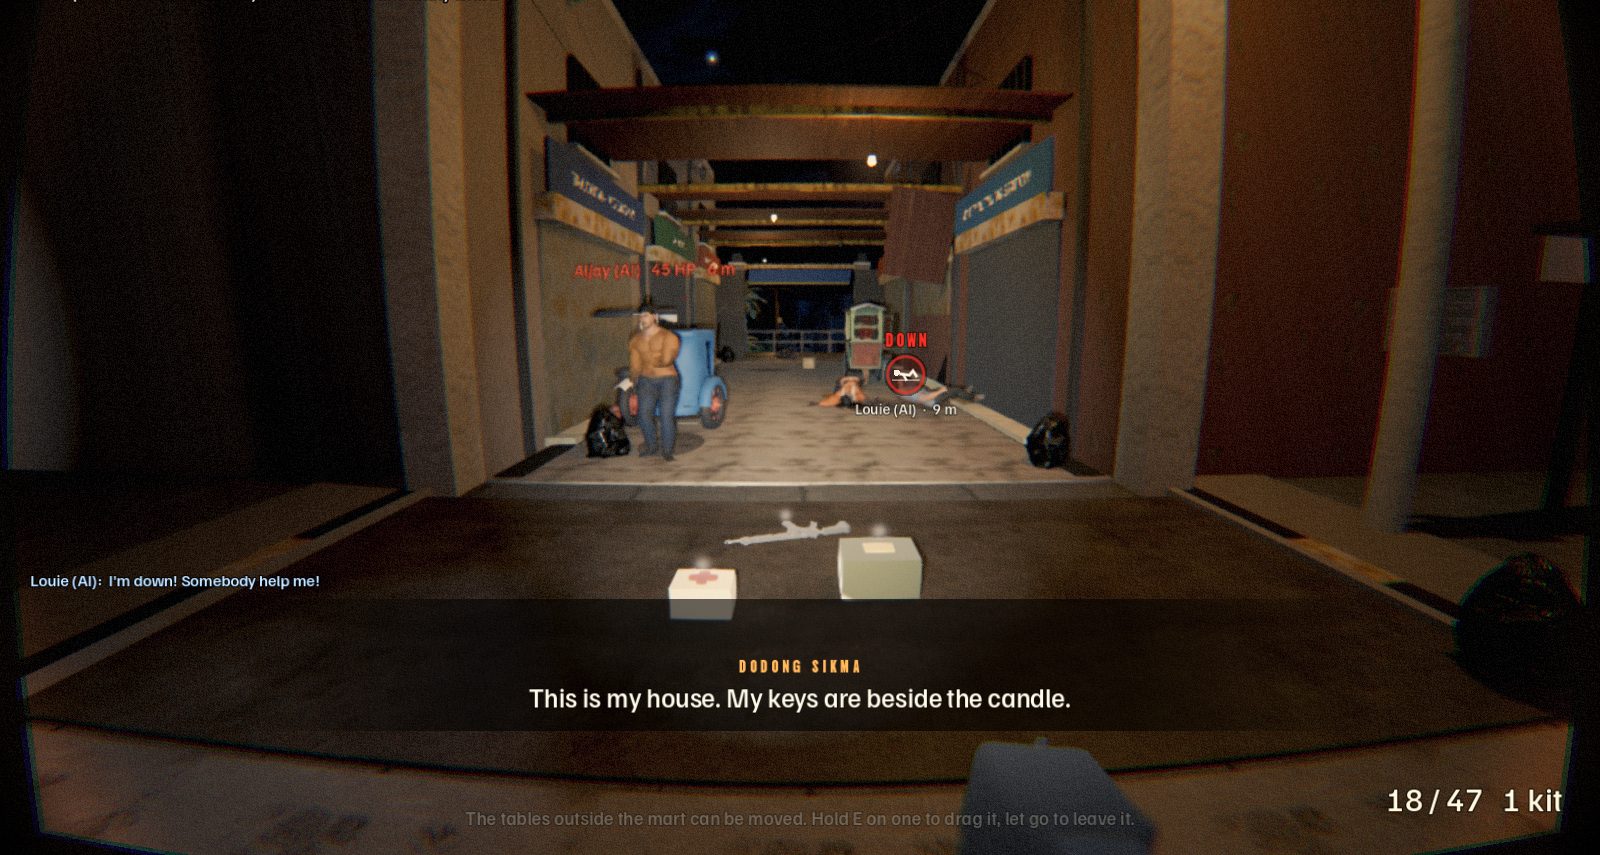 Aljay (AI) 45 HP 6 m
DOWN
Louie (AI) · 9 m
Louie (AI): I'm down! Somebody help me!
DODONG SIKMA
This is my house. My keys are beside the candle.
18 / 47 1 kit
The tables outside the mart can be moved. Hold E on one to drag it, let go to leave it.